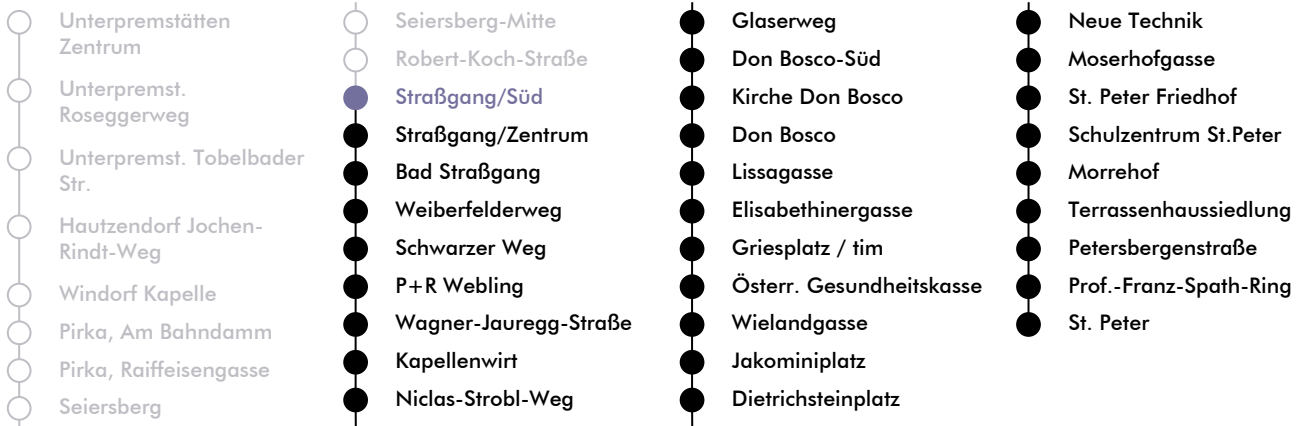 Unterpremstätten
Zentrum
Unterpremst.
Roseggerweg
Unterpremst. Tobelbader
Str.
Hautzendorf Jochen-
Rindt-Weg
Windorf Kapelle
Pirka, Am Bahndamm
Pirka, Raiffeisengasse
Seiersberg
Seiersberg-Mitte
Robert-Koch-Straße
Straßgang/Süd
Straßgang/Zentrum
Bad Straßgang
Weiberfelderweg
Schwarzer Weg
P+R Webling
Wagner-Jauregg-Straße
Kapellenwirt
Niclas-Strobl-Weg
Glaserweg
Don Bosco-Süd
Kirche Don Bosco
Don Bosco
Lissagasse
Elisabethinergasse
Griesplatz / tim
Österr. Gesundheitskasse
Wielandgasse
Jakominiplatz
Dietrichsteinplatz
Neue Technik
Moserhofgasse
St. Peter Friedhof
Schulzentrum St.Peter
Morrehof
Terrassenhaussiedlung
Petersbergenstraße
Prof.-Franz-Spath-Ring
St. Peter